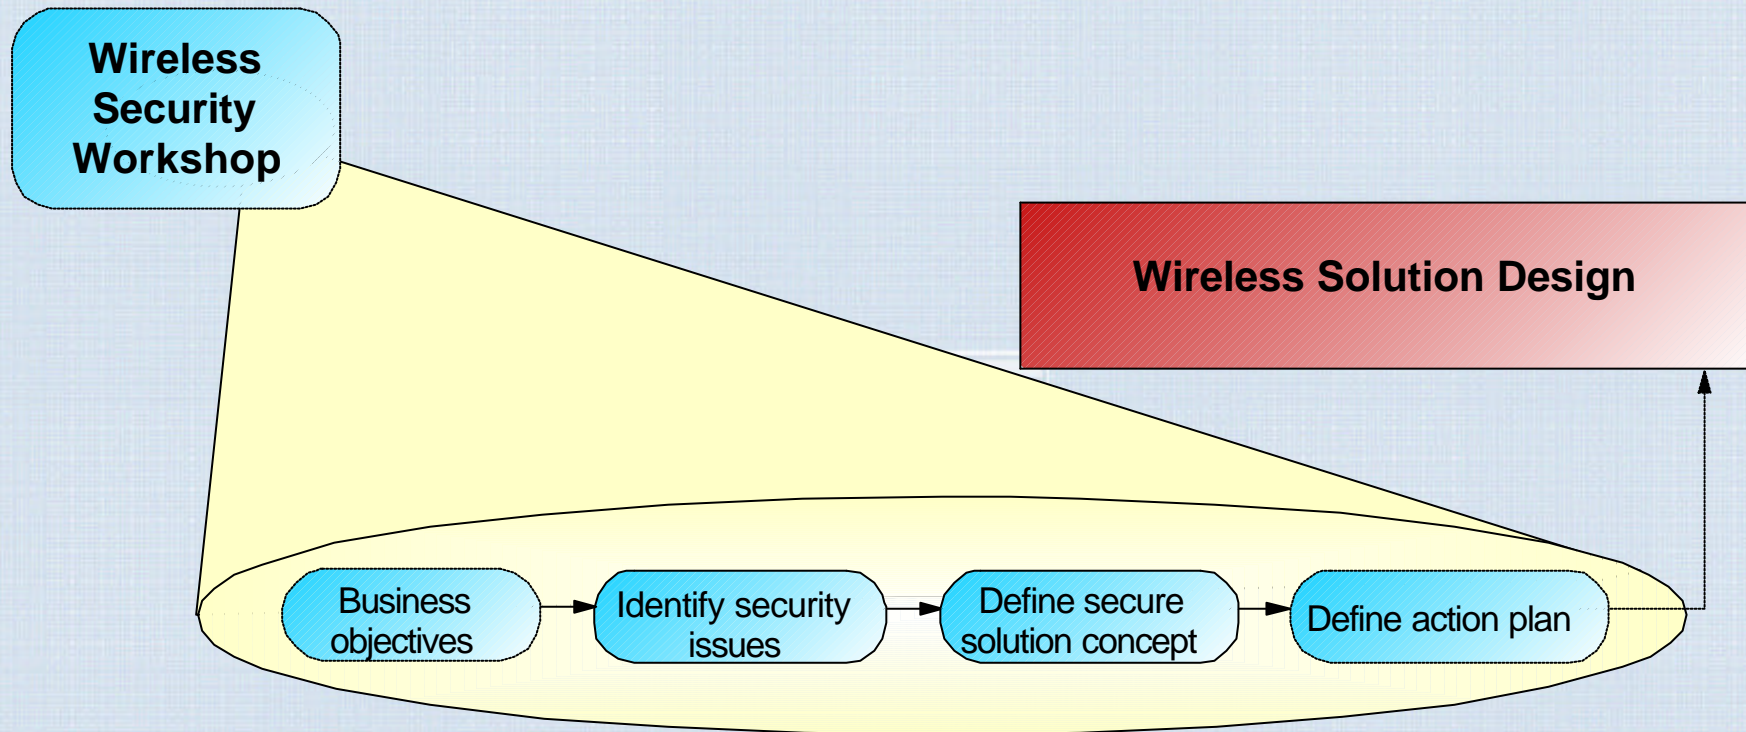 Wireless
Security
Workshop
Wireless Solution Design
Business
objectives
Identify security
issues
Define secure
solution concept
Define action plan